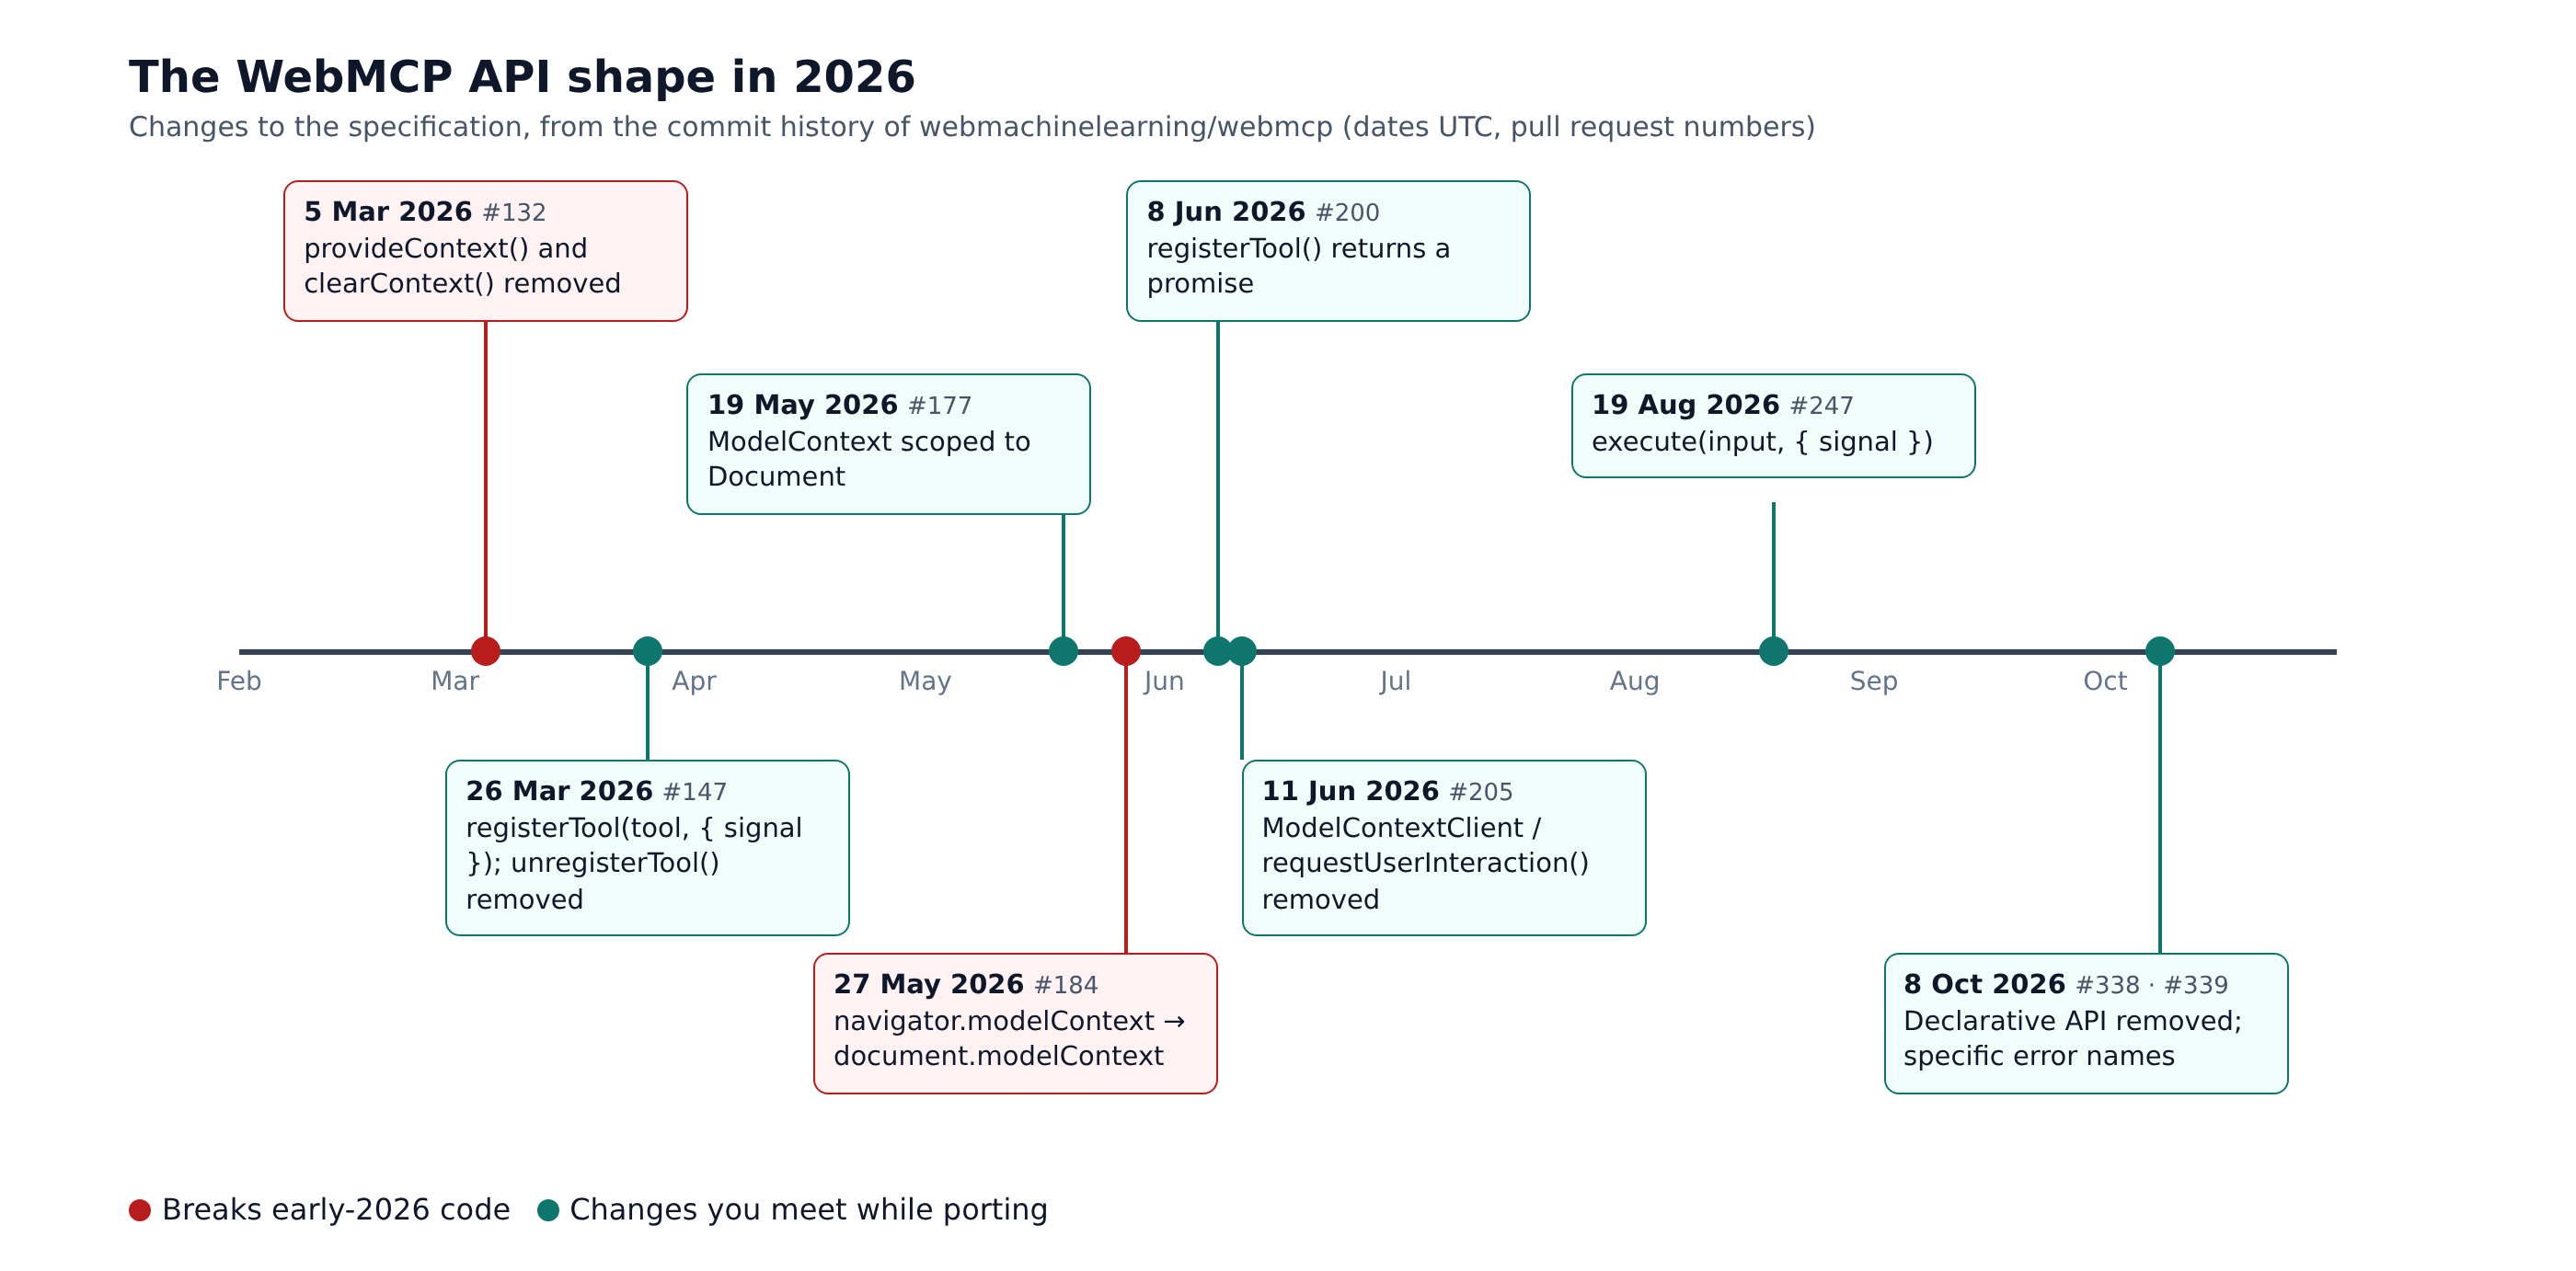 The WebMCP API shape in 2026
Changes to the specification, from the commit history of webmachinelearning/webmcp (dates UTC, pull request numbers)
5 Mar 2026 #132
provideContext() and
clearContext() removed
8 Jun 2026 #200
registerTool() returns a
promise
19 May 2026 #177
ModelContext scoped to
Document
19 Aug 2026 #247
execute(input, { signal })
Feb Mar Apr May Jun Jul Aug Sep Oct
26 Mar 2026 #147
registerTool(tool, { signal
}); unregisterTool()
removed
11 Jun 2026 #205
ModelContextClient /
requestUserInteraction()
removed
27 May 2026 #184
navigator.modelContext →
document.modelContext
8 Oct 2026 #338 · #339
Declarative API removed;
specific error names
Breaks early-2026 code Changes you meet while porting